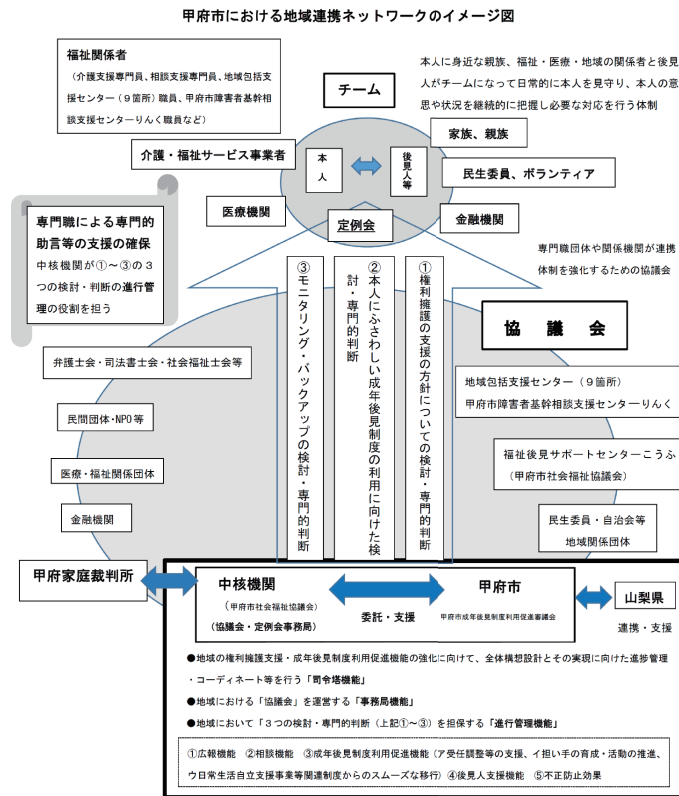 甲府市における地域連携ネットワークのイメージ図
福祉関係者
（介護支援専門員、相談支援専門員、地域包括支
援センター（９箇所）職員、甲府市障害者基幹相
談支援センターりんく職員など）
チーム
本人に身近な親族、福祉・医療・地域の関係者と後見
人がチームになって日常的に本人を見守り、本人の意
思や状況を継続的に把握し必要な対応を行う体制
家族、親族
介護・福祉サービス事業者
本人
後見人等
民生委員、ボランティア
医療機関
定例会
金融機関
専門職による専門的
助言等の支援の確保
中核機関が①～③の３
つの検討・判断の進行管
理の役割を担う
専門職団体や関係機関が連携
体制を強化するための協議会
①権利擁護の支援の方針についての検討・専門的判断
②本人にふさわしい成年後見制度の利用に向けた検
討・専門的判断
③モニタリング・バックアップの検討・専門的判断
協　議　会
弁護士会・司法書士会・社会福祉士会等
地域包括支援センター（９箇所）
甲府市障害者基幹相談支援センターりんく
民間団体・NPO等
福祉後見サポートセンターこうふ
（甲府市社会福祉協議会）
医療・福祉関係団体
金融機関
民生委員・自治会等
地域関係団体
甲府家庭裁判所
中核機関
（甲府市社会福祉協議会）
（協議会・定例会事務局）
委託・支援
甲府市
甲府市成年後見制度利用促進審議会
山梨県
連携・支援
●地域の権利擁護支援・成年後見制度利用促進機能の強化に向けて、全体構想設計とその実現に向けた進捗管理
・コーディネート等を行う「司令塔機能」
●地域における「協議会」を運営する「事務局機能」
●地域において「３つの検討・専門的判断（上記①～③）を担保する「進行管理機能」
①広報機能　②相談機能　③成年後見制度利用促進機能（ア受任調整等の支援、イ担い手の育成・活動の推進、
ウ日常生活自立支援事業等関連制度からのスムーズな移行）④後見人支援機能　⑤不正防止効果